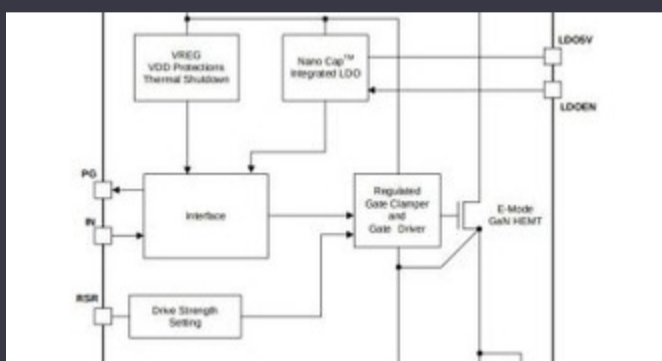 LDO5V
VREG
VDD Protections
Thermal Shutdown
Nano Cap™
Integrated LDO
LDOEN
PG
Interface
Regulated
Gate Clamper
and
Gate Driver
E-Mode
GaN HEMT
IN
RSR
Drive Strength
Setting